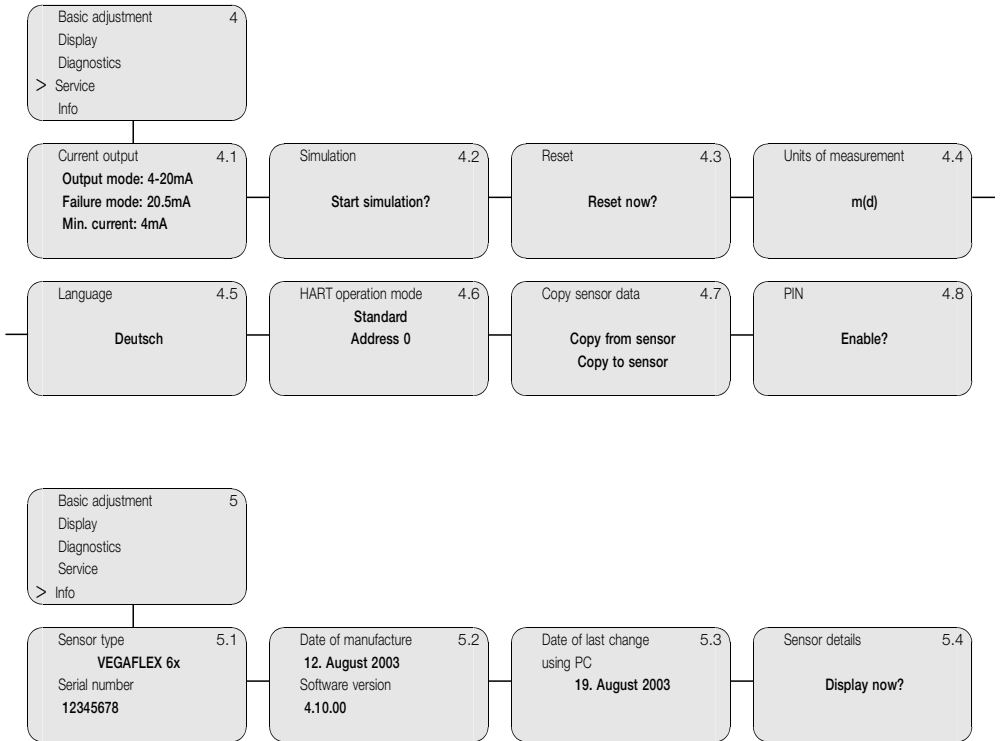 Basic adjustment 4
Display
Diagnostics
> Service
Info
Current output 4.1
Output mode: 4-20mA
Failure mode: 20.5mA
Min. current: 4mA
Simulation 4.2
Start simulation?
Reset 4.3
Reset now?
Units of measurement 4.4
m(d)
Language 4.5
Deutsch
HART operation mode 4.6
Standard
Address 0
Copy sensor data 4.7
Copy from sensor
Copy to sensor
PIN 4.8
Enable?
Basic adjustment 5
Display
Diagnostics
Service
> Info
Sensor type 5.1
VEGAFLEX 6x
Serial number
12345678
Date of manufacture 5.2
12. August 2003
Software version
4.10.00
Date of last change 5.3
using PC
19. August 2003
Sensor details 5.4
Display now?